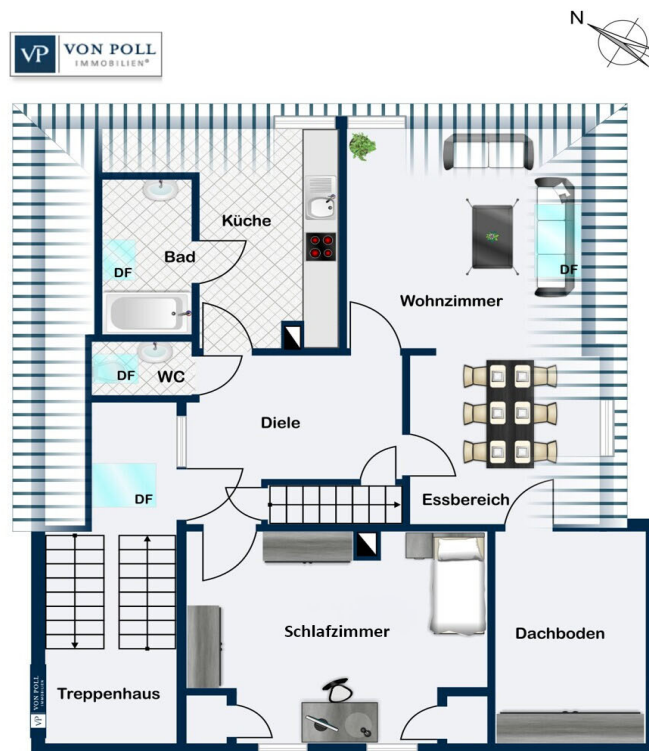 N
VP VON POLL
IMMOBILIEN®
Küche
Bad
DF
Wohnzimmer
DF
WC
DF
Diele
DF
Essbereich
Schlafzimmer
Dachboden
Treppenhaus
VP VON POLL
IMMOBILIEN